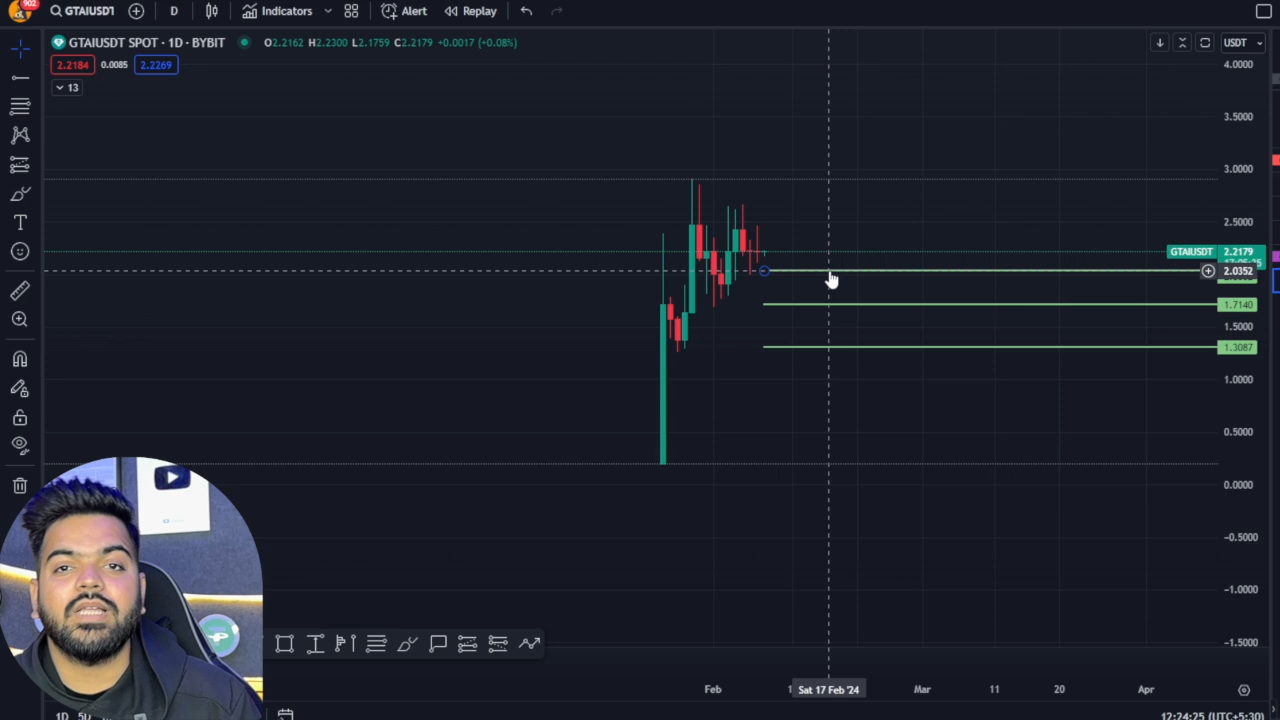 902
GTAIUSDT
D
Indicators
Alert
Replay
GTAIUSDT SPOT · 1D · BYBIT
O2.2162 H2.2300 L2.1759 C2.2179 +0.0017 (+0.08%)
USDT
2.2184 0.0085 2.2269
13
4.0000
3.5000
3.0000
2.5000
GTAIUSDT 2.2179
2.0352
1.7140
1.5000
1.3087
1.0000
0.5000
0.0000
−0.5000
−1.0000
−1.5000
Feb
Sat 17 Feb '24
Mar
11
20
Apr
1D 5D
12:24:25 (UTC+5:30)